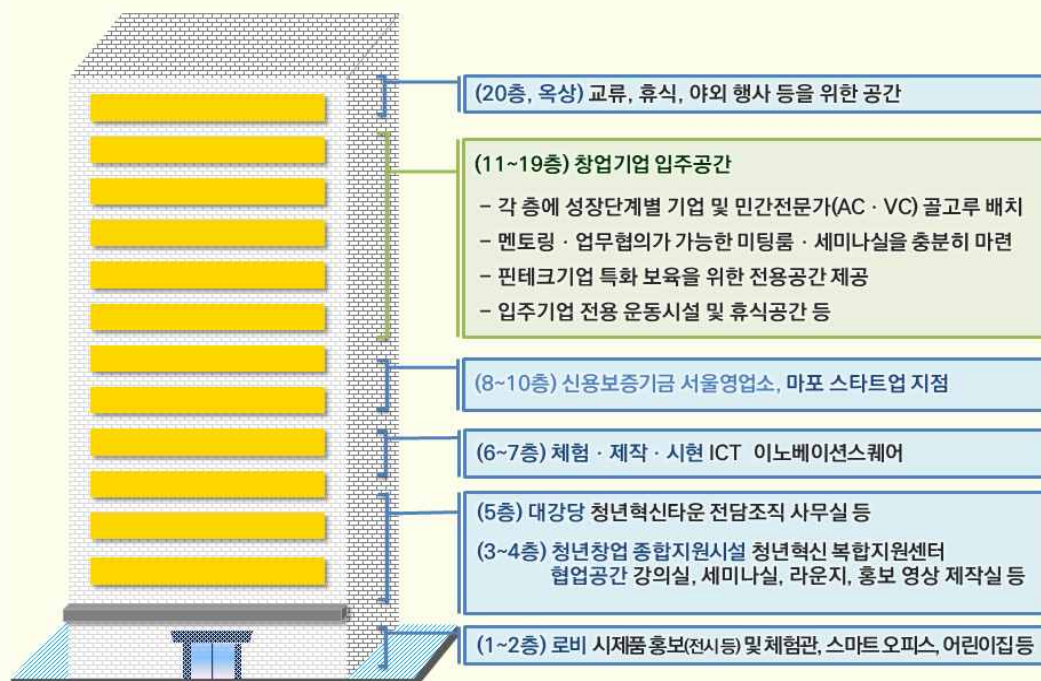 (20층, 옥상) 교류, 휴식, 야외 행사 등을 위한 공간
(11~19층) 창업기업 입주공간
- 각 층에 성장단계별 기업 및 민간전문가(AC · VC) 골고루 배치
- 멘토링 · 업무협의가 가능한 미팅룸 · 세미나실을 충분히 마련
- 핀테크기업 특화 보육을 위한 전용공간 제공
- 입주기업 전용 운동시설 및 휴식공간 등
(8~10층) 신용보증기금 서울영업소, 마포 스타트업 지점
(6~7층) 체험 · 제작 · 시현 ICT 이노베이션스퀘어
(5층) 대강당 청년혁신타운 전담조직 사무실 등
(3~4층) 청년창업 종합지원시설 청년혁신 복합지원센터
협업공간 강의실, 세미나실, 라운지, 홍보 영상 제작실 등
(1~2층) 로비 시제품 홍보(전시 등) 및 체험관, 스마트 오피스, 어린이집 등